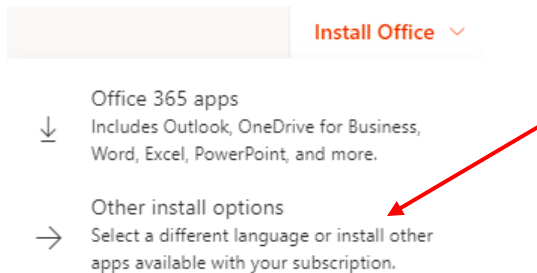 Install Office
Office 365 apps
Includes Outlook, OneDrive for Business,
Word, Excel, PowerPoint, and more.
Other install options
Select a different language or install other
apps available with your subscription.